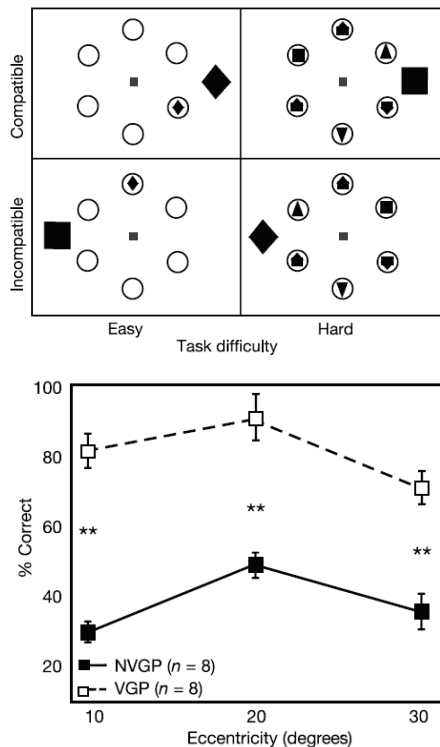 Compatible
Incompatible
Easy
Hard
Task difficulty
100
80
60
40
20
% Correct
**
**
**
NVGP (n = 8)
VGP (n = 8)
10
20
30
Eccentricity (degrees)